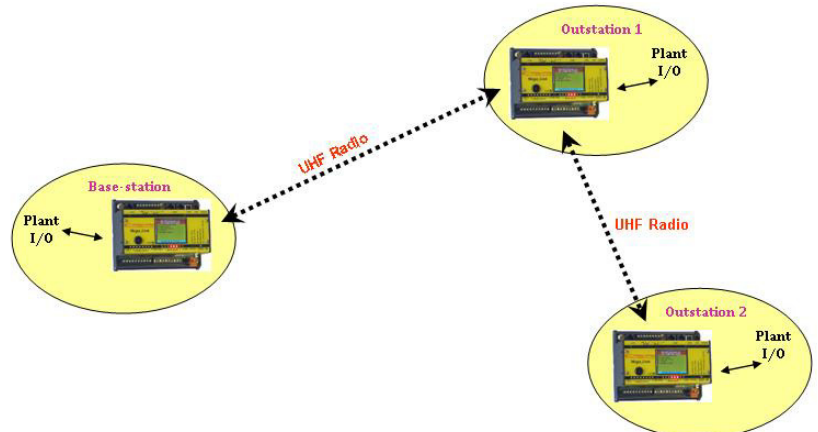 Outstation 1
Plant
I/O
UHF Radio
Base-station
Plant
I/O
UHF Radio
Outstation 2
Plant
I/O